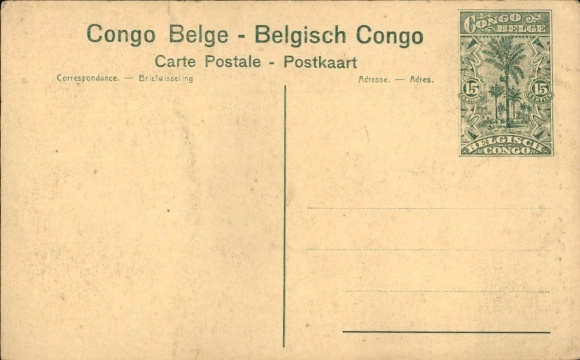 Congo Belge - Belgisch Congo
Carte Postale - Postkaart
Correspondance. — Briefwisseling
Adresse. — Adres.
CONGO
BELGE
15 15
BELGISCH
CONGO